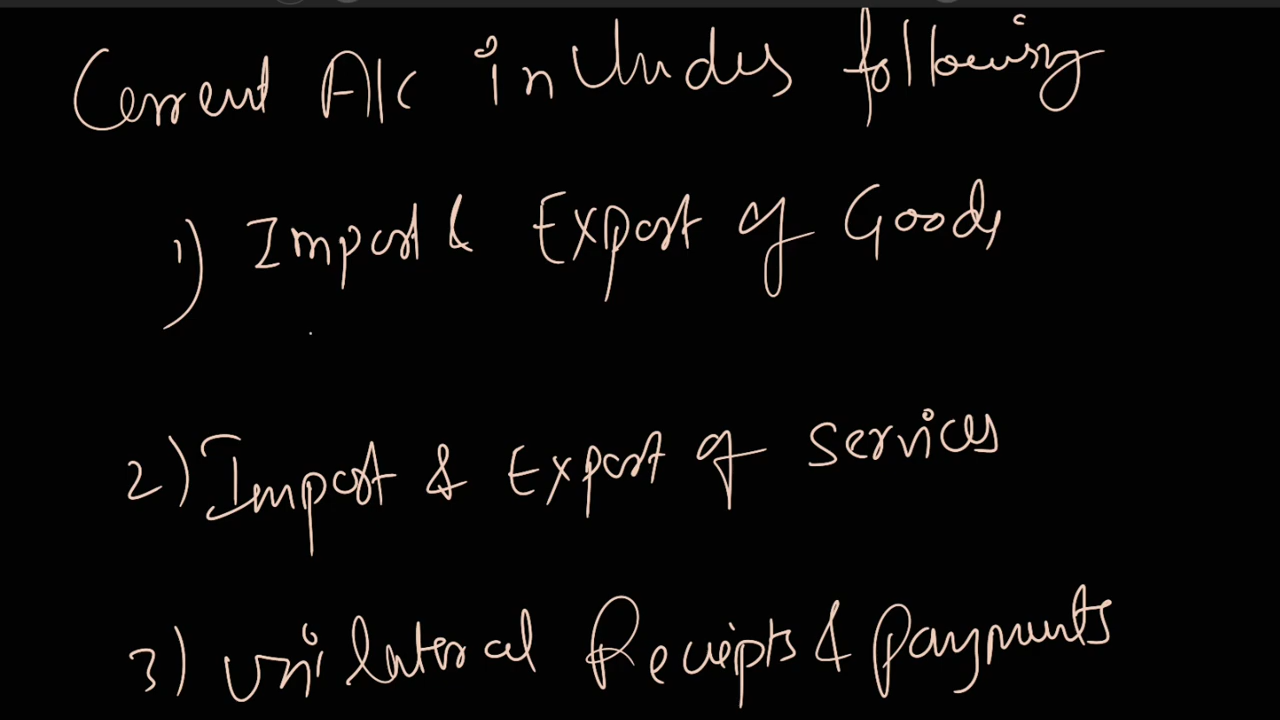 Current A/c includes following
1) Import & Export of Goods
2) Import & Export of Services
3) Unilateral Receipts & Payments